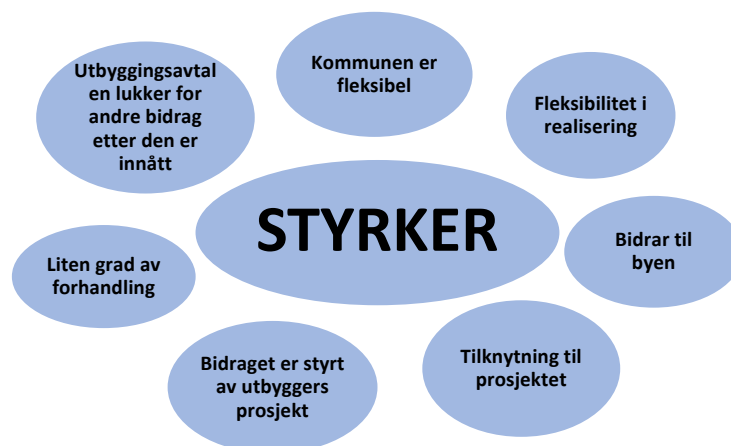 Utbyggingsavtal
en lukker for
andre bidrag
etter den er
innått
Kommunen er
fleksibel
Fleksibilitet i
realisering
STYRKER
Bidrar til
byen
Liten grad av
forhandling
Tilknytning til
prosjektet
Bidraget er styrt
av utbyggers
prosjekt